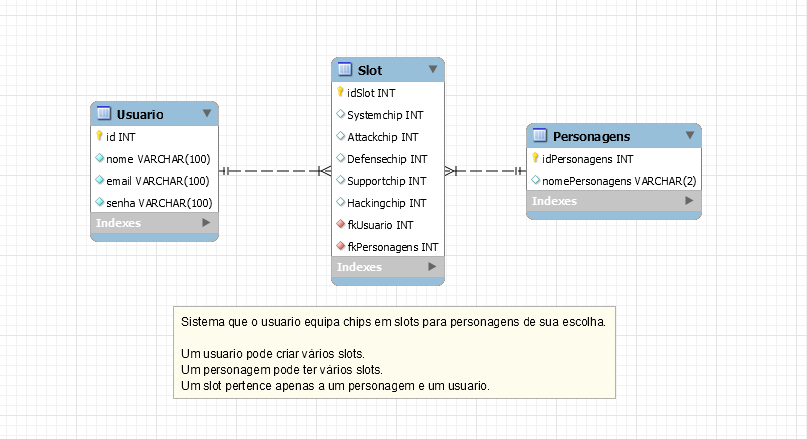 Usuario
id INT
nome VARCHAR(100)
email VARCHAR(100)
senha VARCHAR(100)
Indexes
Slot
idSlot INT
Systemchip INT
Attackchip INT
Defensechip INT
Supportchip INT
Hackingchip INT
fkUsuario INT
fkPersonagens INT
Indexes
Personagens
idPersonagens INT
nomePersonagens VARCHAR(2)
Indexes
Sistema que o usuario equipa chips em slots para personagens de sua escolha.
Um usuario pode criar vários slots.
Um personagem pode ter vários slots.
Um slot pertence apenas a um personagem e um usuario.